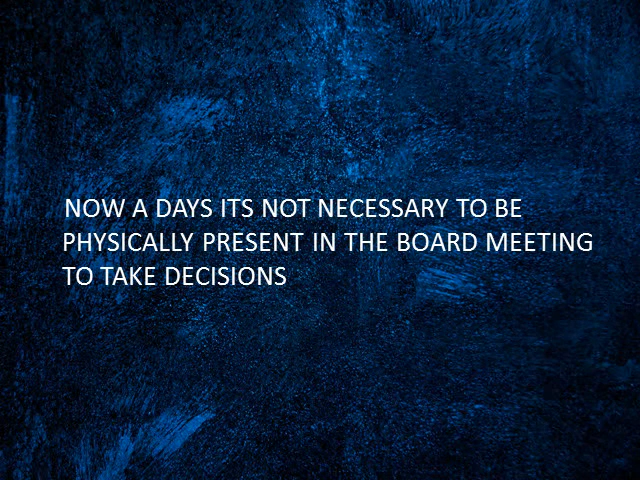 NOW A DAYS ITS NOT NECESSARY TO BE
PHYSICALLY PRESENT IN THE BOARD MEETING
TO TAKE DECISIONS